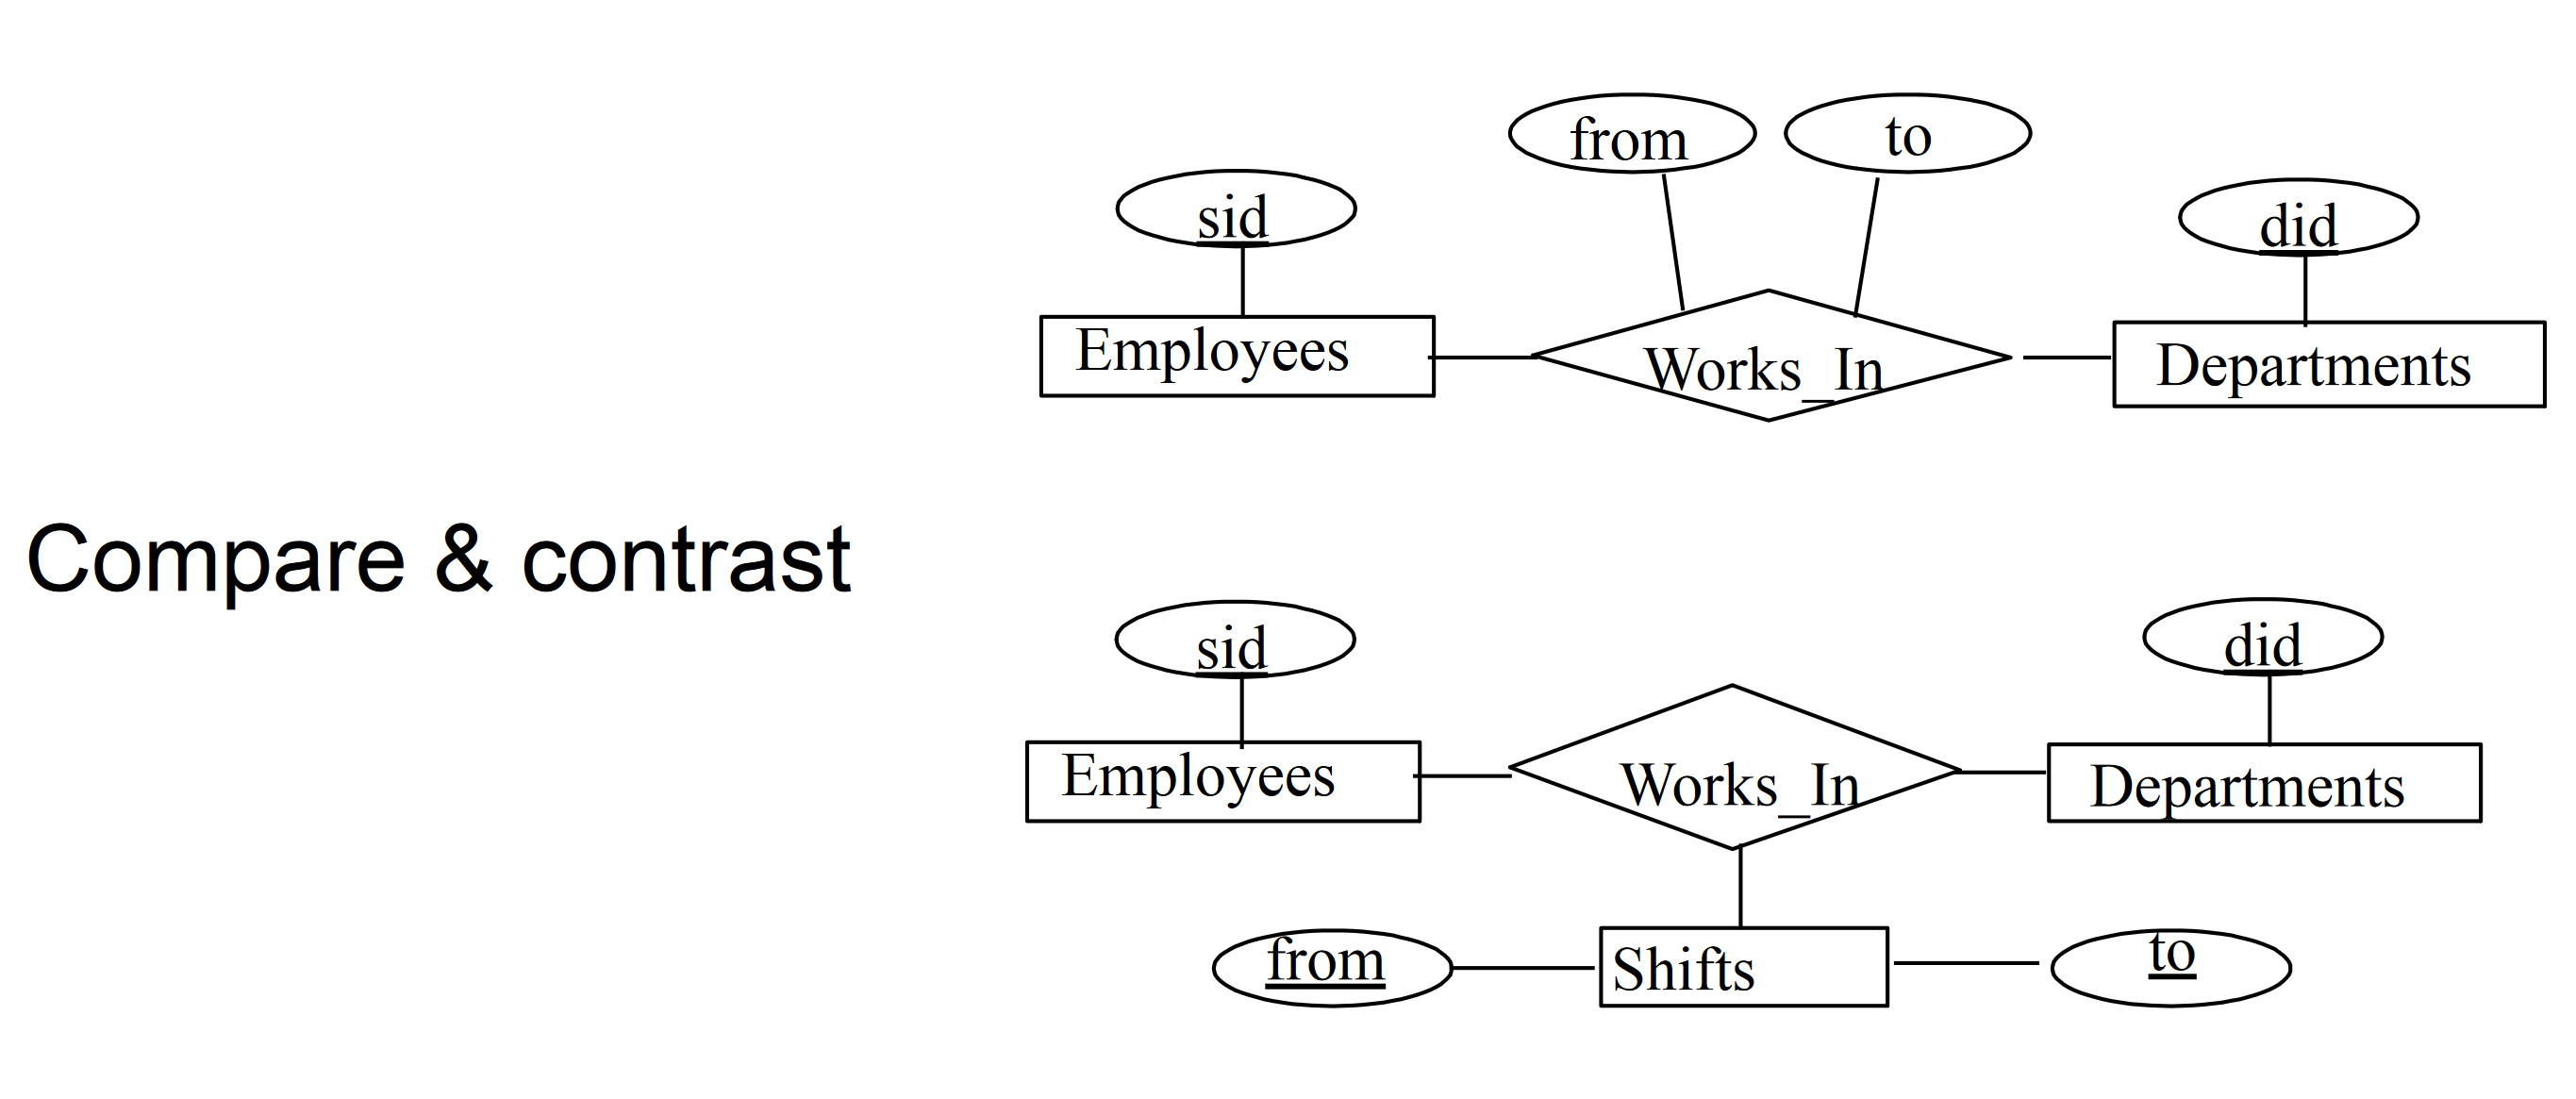 from to
sid
did
Employees Works_In Departments
Compare & contrast
sid did
Employees Works_In Departments
from Shifts to